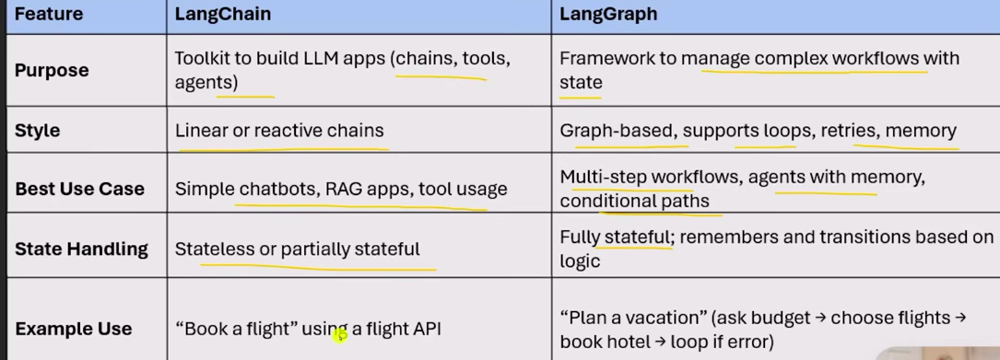 Feature LangChain LangGraph
Purpose
Toolkit to build LLM apps (chains, tools,
agents)
Framework to manage complex workflows with
state
Style Linear or reactive chains Graph-based, supports loops, retries, memory
Best Use Case Simple chatbots, RAG apps, tool usage
Multi-step workflows, agents with memory,
conditional paths
State Handling Stateless or partially stateful
Fully stateful; remembers and transitions based on
logic
Example Use “Book a flight” using a flight API
“Plan a vacation” (ask budget → choose flights →
book hotel → loop if error)